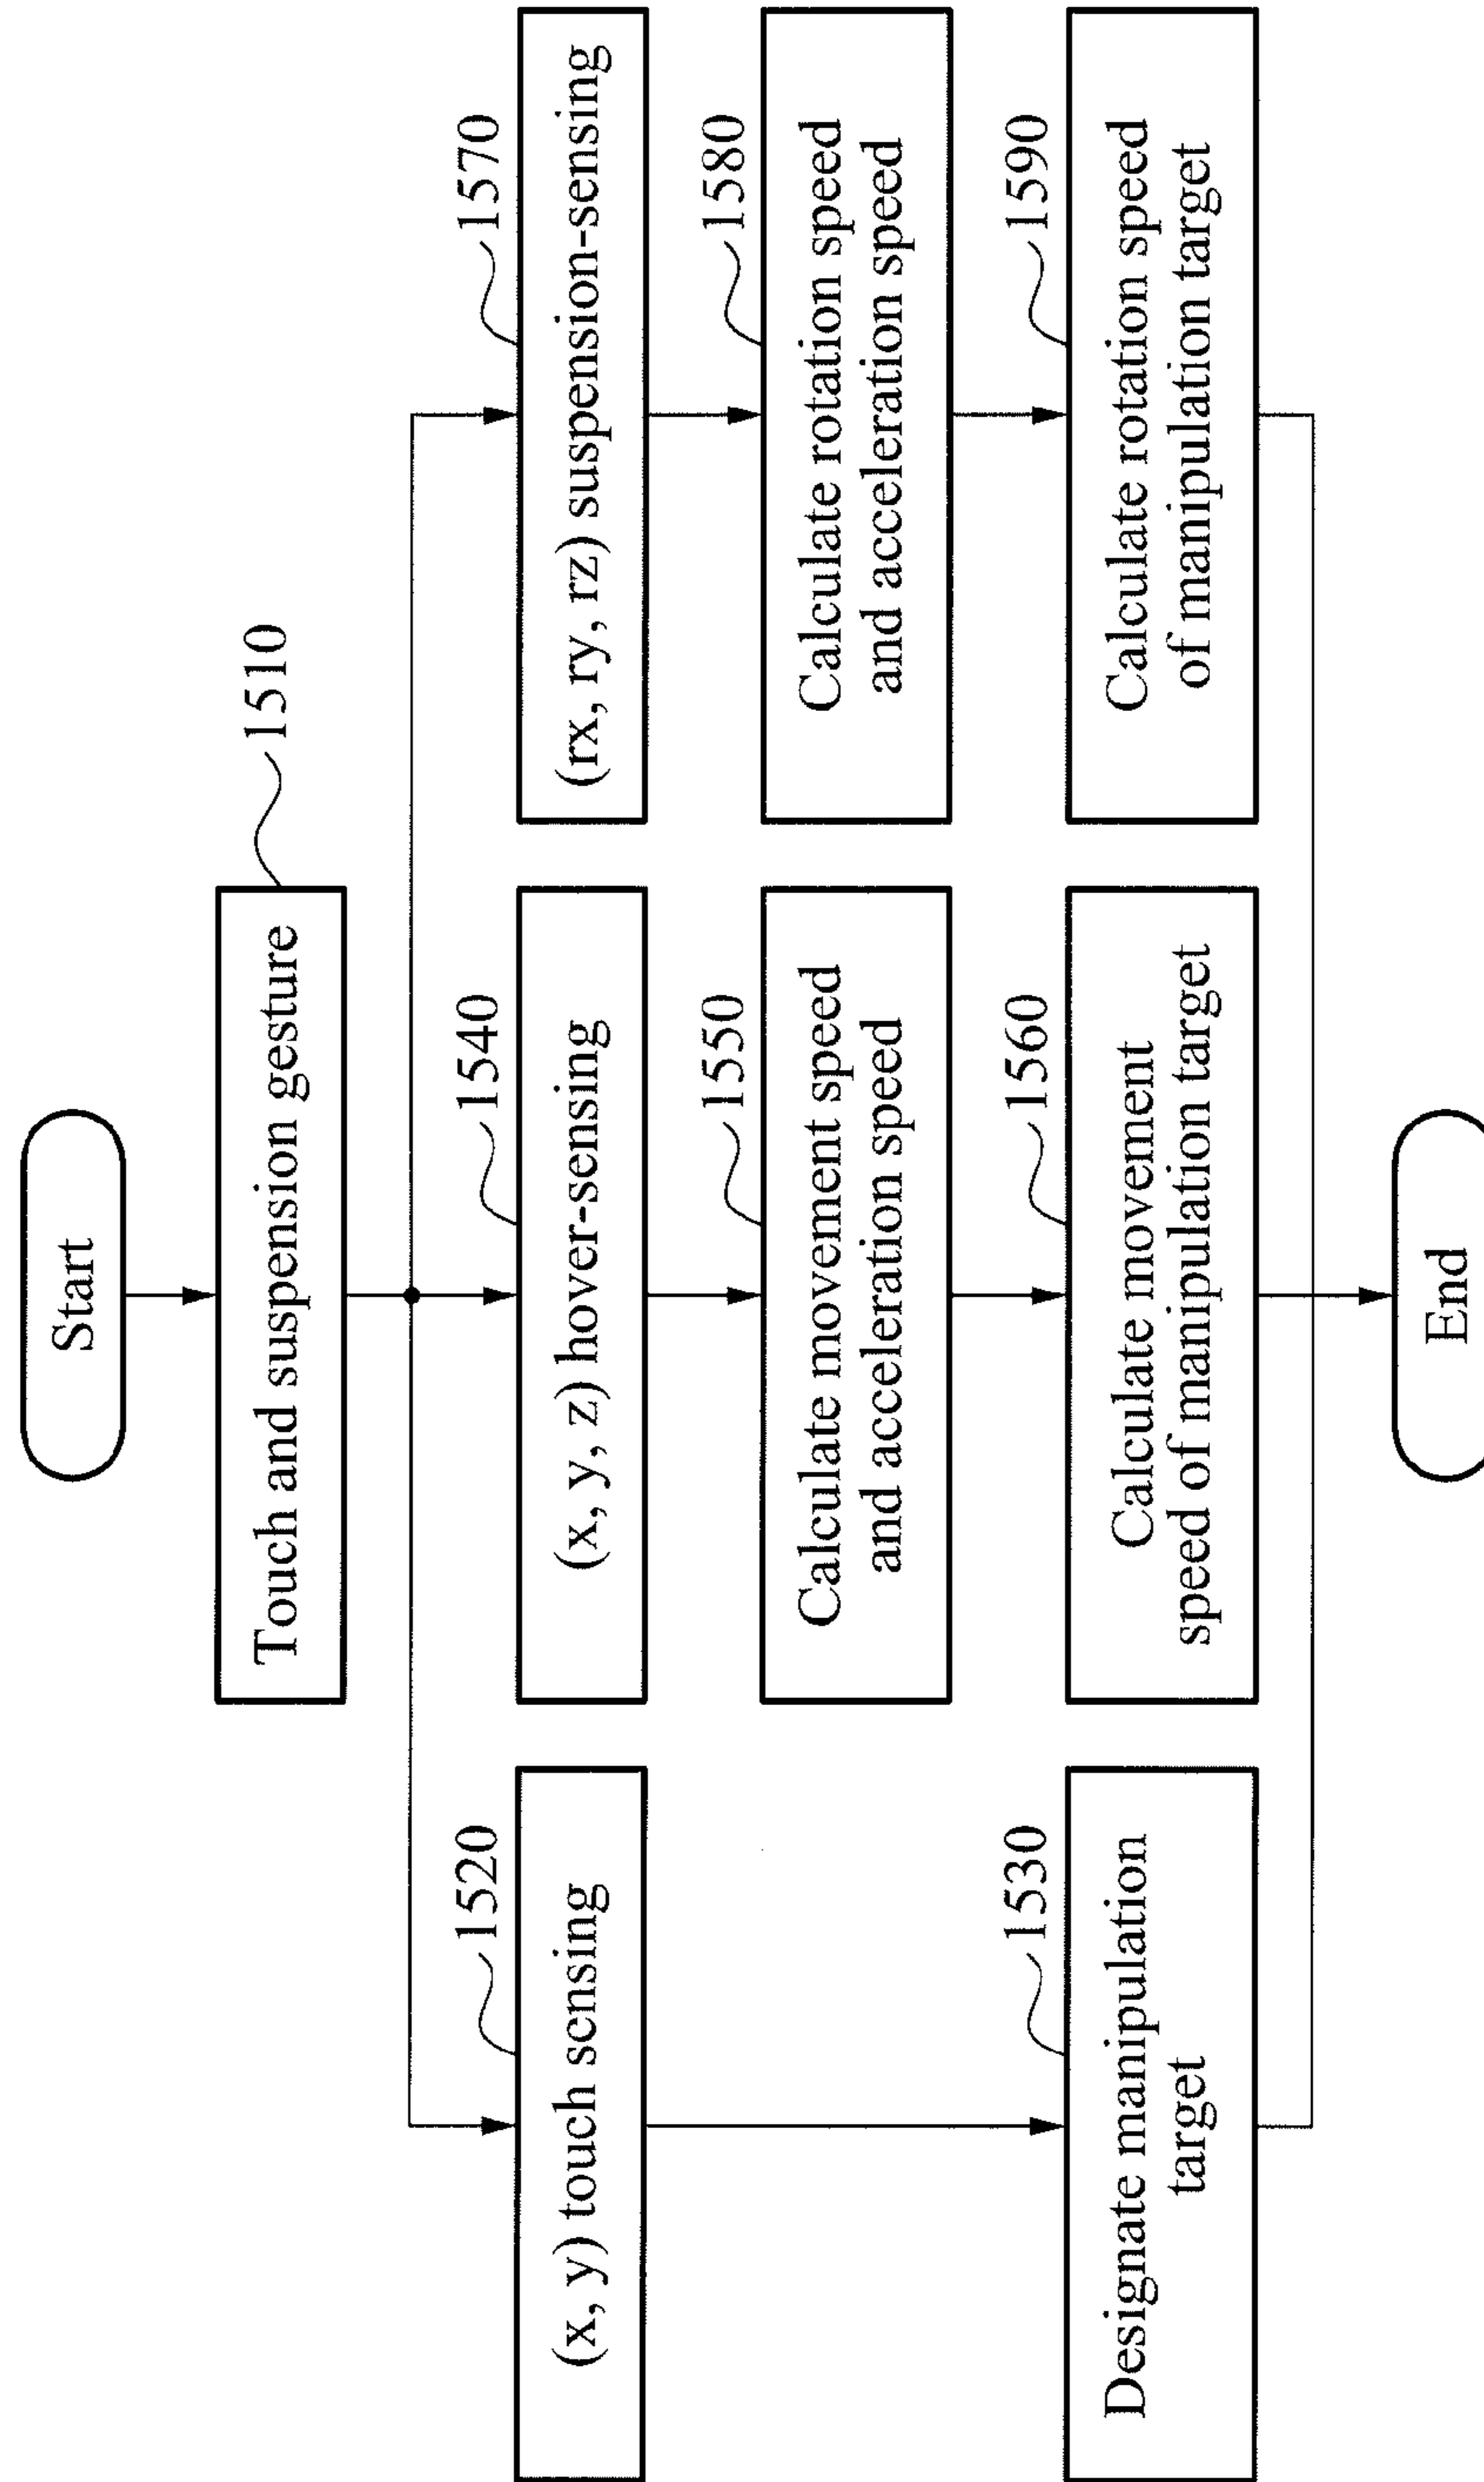 Start
1510
Touch and suspension gesture
1520
(x, y) touch sensing
1540
(x, y, z) hover-sensing
1570
(rx, ry, rz) suspension-sensing
1550
Calculate movement speed
and acceleration speed
1580
Calculate rotation speed
and acceleration speed
1530
Designate manipulation
target
1560
Calculate movement
speed of manipulation target
1590
Calculate rotation speed
of manipulation target
End